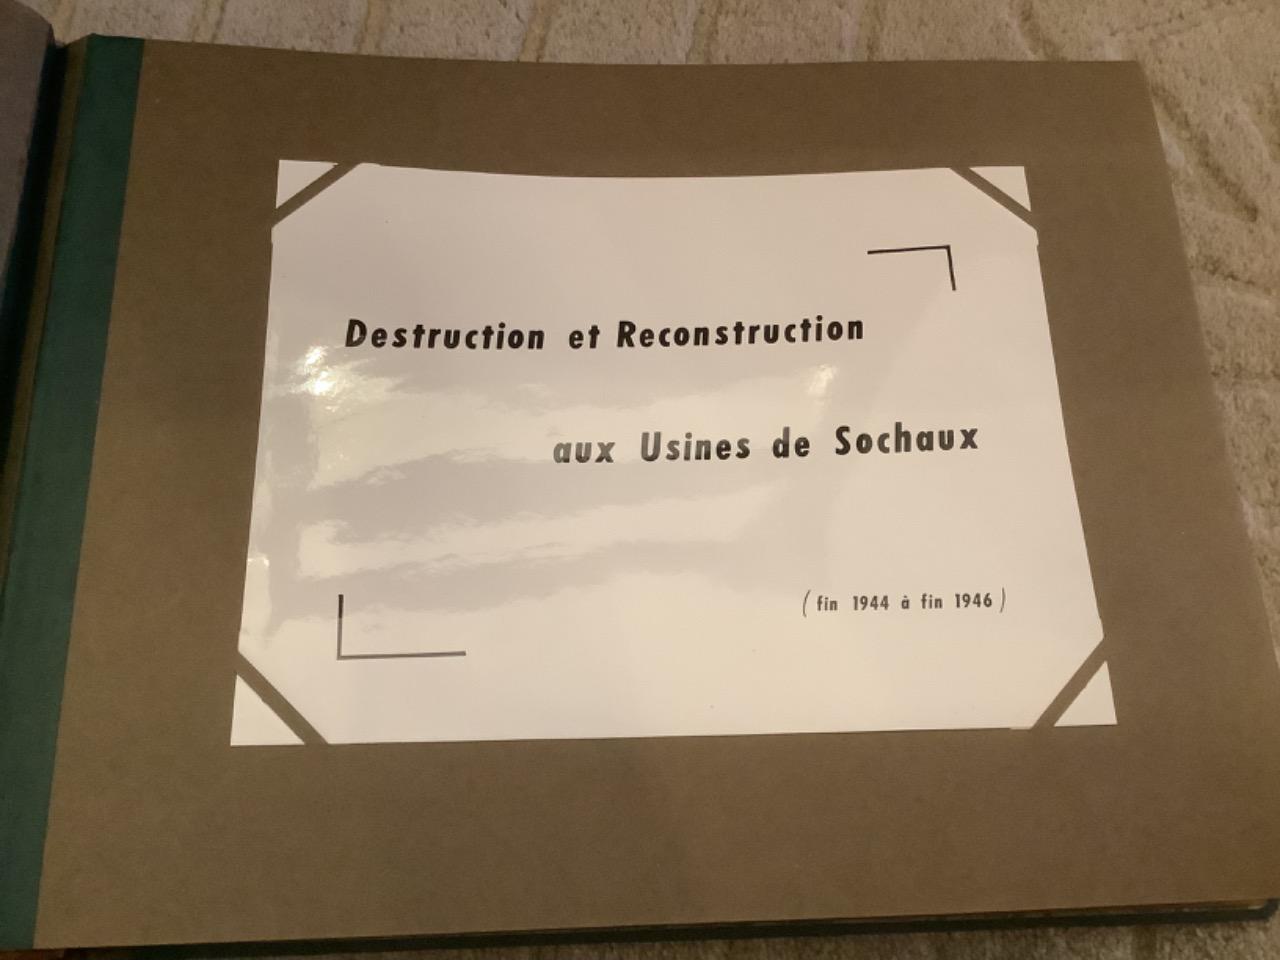 Destruction et Reconstruction
aux Usines de Sochaux
(fin 1944 à fin 1946)